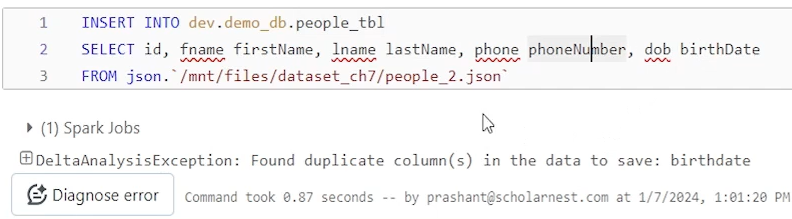 1 INSERT INTO dev.demo_db.people_tbl
2 SELECT id, fname firstName, lname lastName, phone phoneNumber, dob birthDate
3 FROM json.`/mnt/files/dataset_ch7/people_2.json`
(1) Spark Jobs
DeltaAnalysisException: Found duplicate column(s) in the data to save: birthdate
Diagnose error Command took 0.87 seconds -- by prashant@scholarnest.com at 1/7/2024, 1:01:20 PM